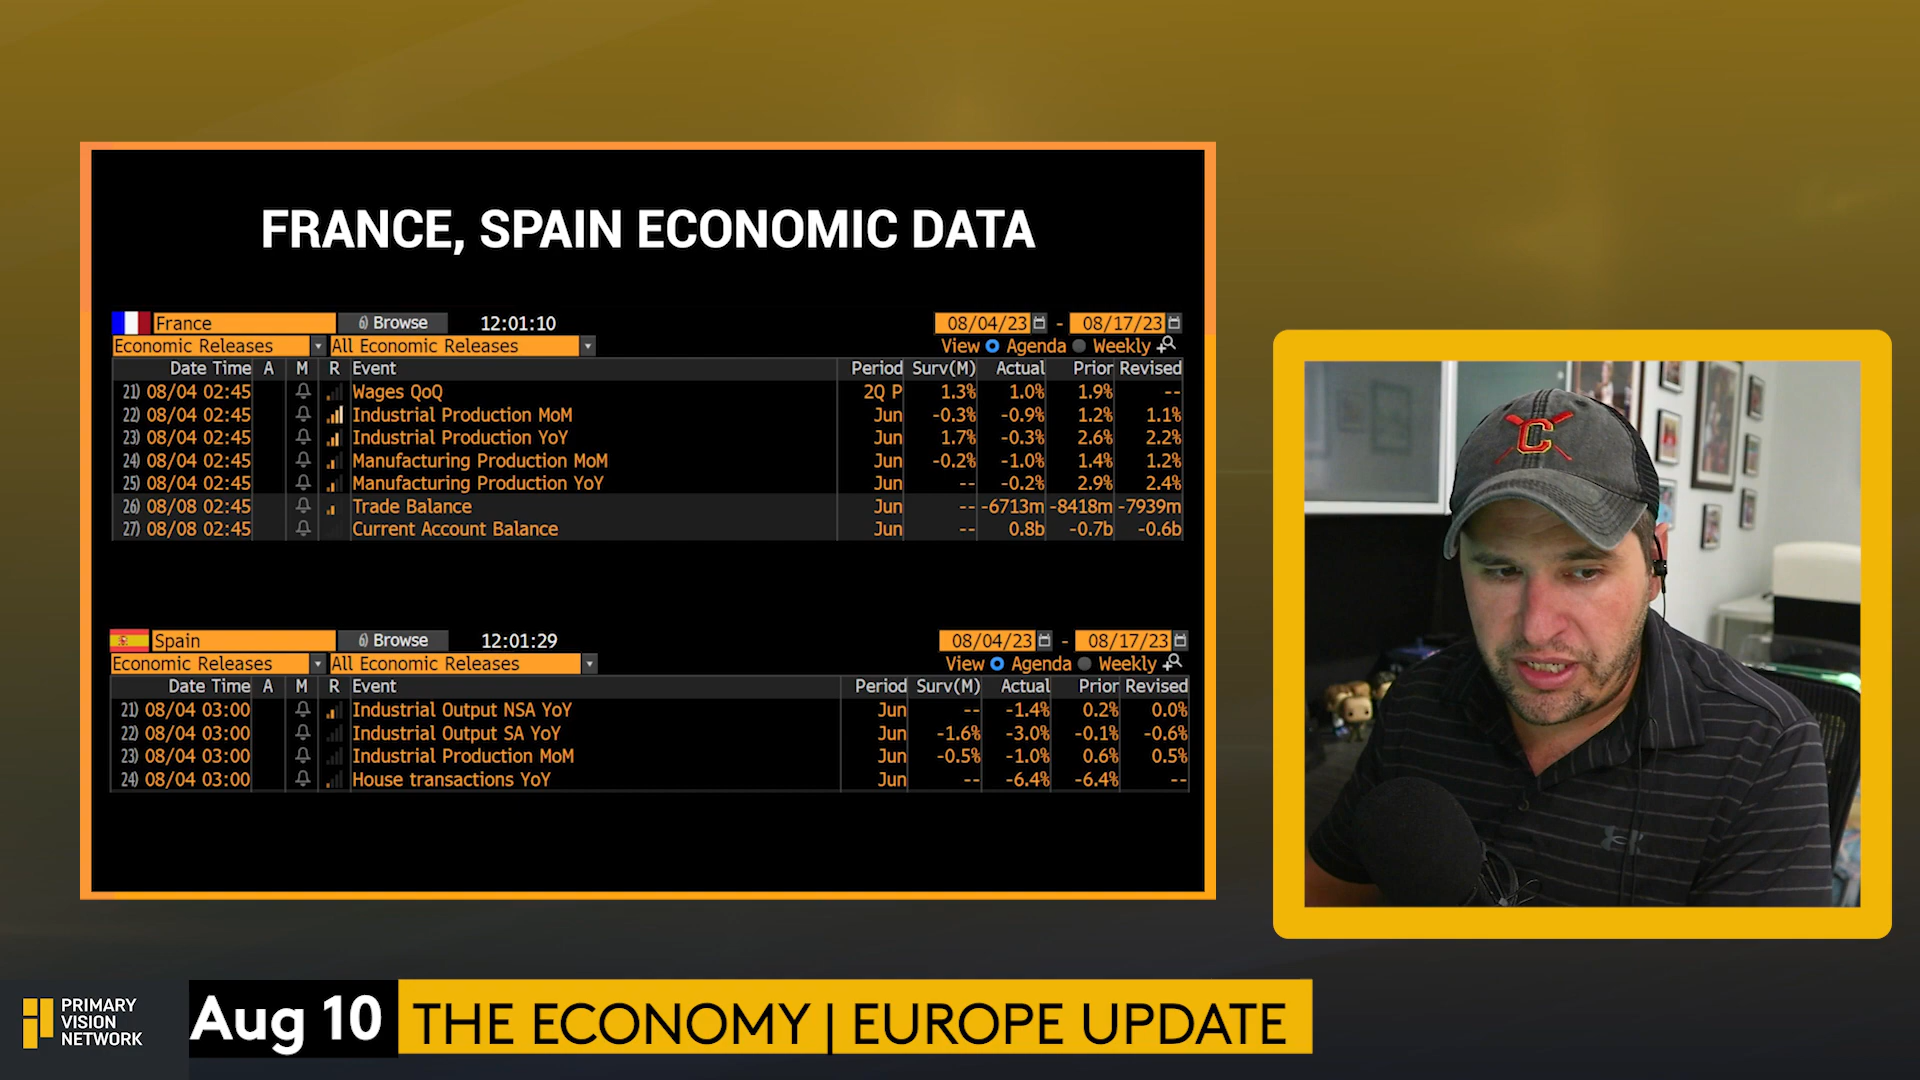 FRANCE, SPAIN ECONOMIC DATA
France 6) Browse 12:01:10 08/04/23 - 08/17/23
Economic Releases All Economic Releases View Agenda Weekly
Date Time A M R Event Period Surv(M) Actual Prior Revised
21) 08/04 02:45 Wages QoQ 2Q P 1.3% 1.0% 1.9% --
22) 08/04 02:45 Industrial Production MoM Jun -0.3% -0.9% 1.2% 1.1%
23) 08/04 02:45 Industrial Production YoY Jun 1.7% -0.3% 2.6% 2.2%
24) 08/04 02:45 Manufacturing Production MoM Jun -0.2% -1.0% 1.4% 1.2%
25) 08/04 02:45 Manufacturing Production YoY Jun -- -0.2% 2.9% 2.4%
26) 08/08 02:45 Trade Balance Jun -- -6713m -8418m -7939m
27) 08/08 02:45 Current Account Balance Jun -- 0.8b -0.7b -0.6b
Spain 6) Browse 12:01:29 08/04/23 - 08/17/23
Economic Releases All Economic Releases View Agenda Weekly
Date Time A M R Event Period Surv(M) Actual Prior Revised
21) 08/04 03:00 Industrial Output NSA YoY Jun -- -1.4% 0.2% 0.0%
22) 08/04 03:00 Industrial Output SA YoY Jun -1.6% -3.0% -0.1% -0.6%
23) 08/04 03:00 Industrial Production MoM Jun -0.5% -1.0% 0.6% 0.5%
24) 08/04 03:00 House transactions YoY Jun -- -6.4% -6.4% --
C
PRIMARY
VISION
NETWORK
Aug 10
THE ECONOMY | EUROPE UPDATE